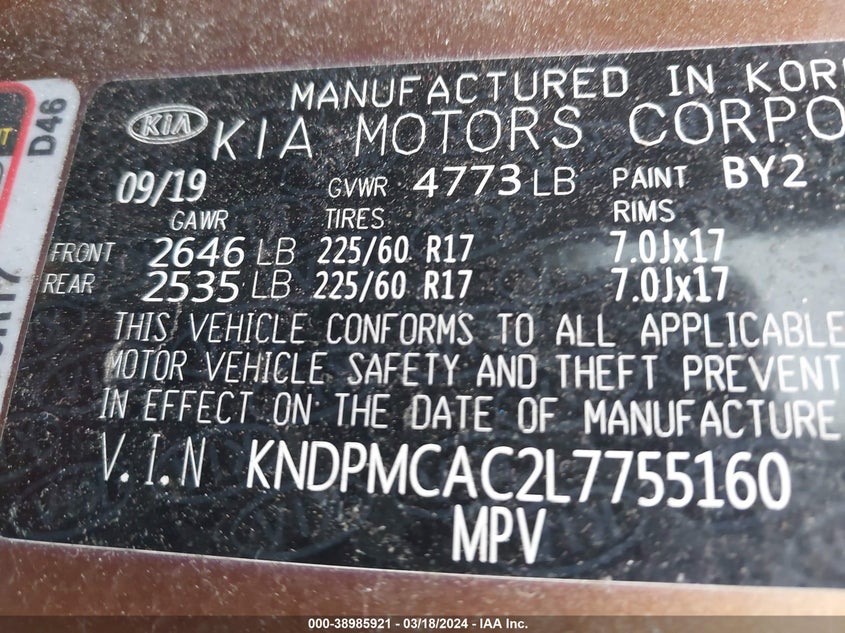 MANUFACTURED IN KOR
KIA KIA MOTORS CORPO
09/19 GVWR 4773 LB PAINT BY2
GAWR TIRES RIMS
FRONT 2646 LB 225/60 R17 7.0Jx17
REAR 2535 LB 225/60 R17 7.0Jx17
THIS VEHICLE CONFORMS TO ALL APPLICABLE
MOTOR VEHICLE SAFETY AND THEFT PREVENT
IN EFFECT ON THE DATE OF MANUFACTURE
V.I.N KNDPMCAC2L7755160
MPV
D46
000-38985921 - 03/18/2024 - IAA Inc.